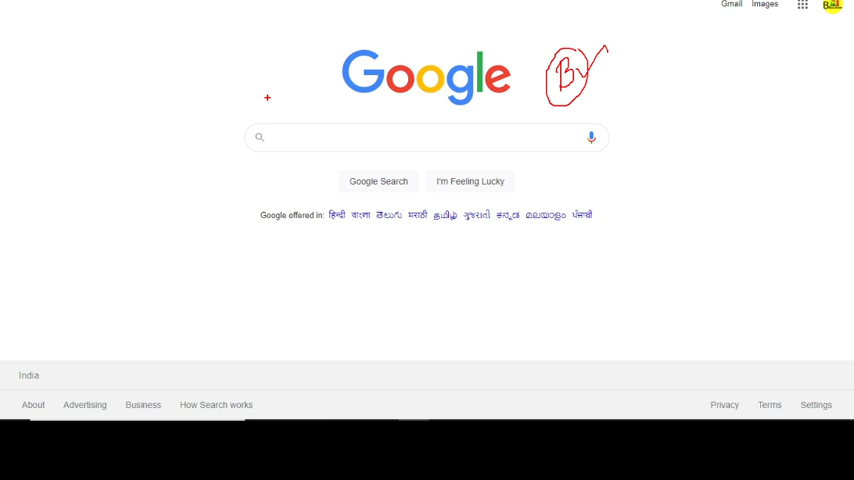 Gmail Images
Google B
Google Search I'm Feeling Lucky
Google offered in: हिन्दी বাংলা తెలుగు मराठी தமிழ் ગુજરાતી ಕನ್ನಡ മലയാളം ਪੰਜਾਬੀ
India
About Advertising Business How Search works Privacy Terms Settings